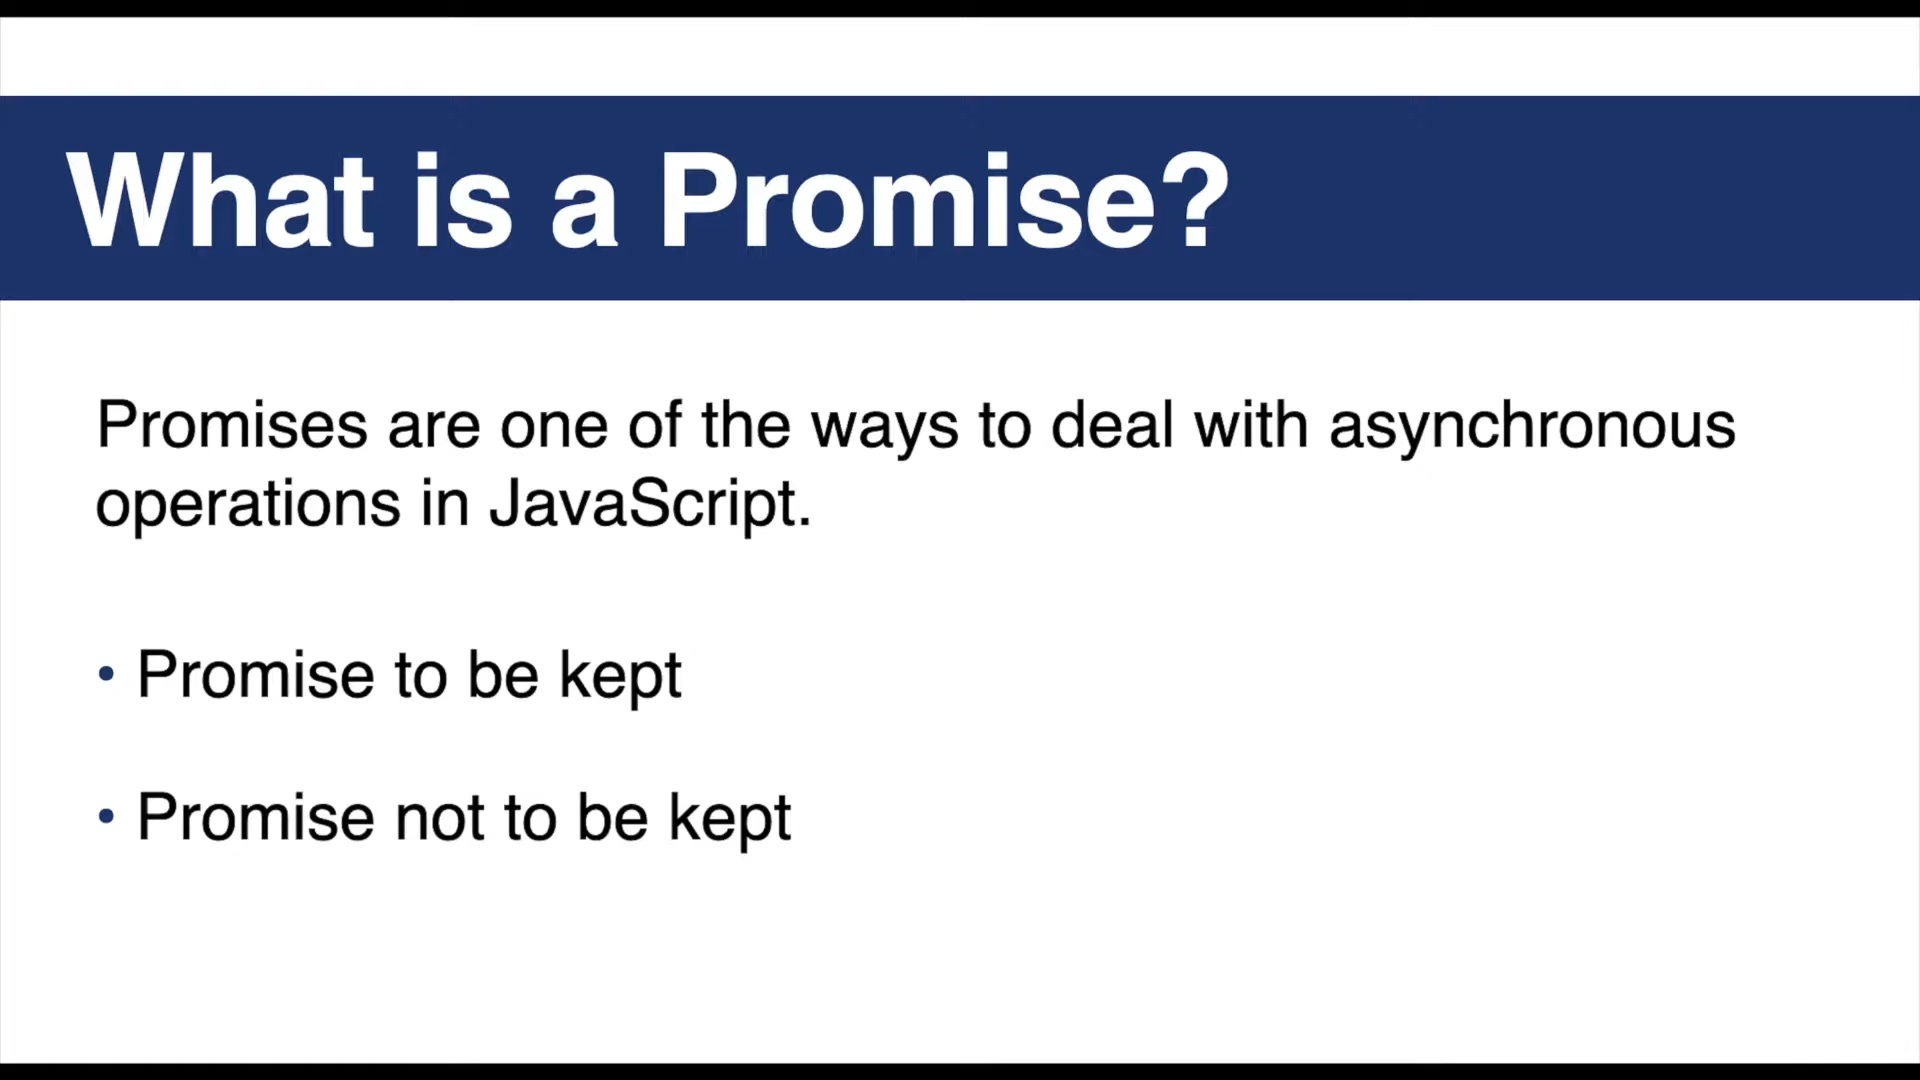 What is a Promise?
Promises are one of the ways to deal with asynchronous
operations in JavaScript.
• Promise to be kept
• Promise not to be kept